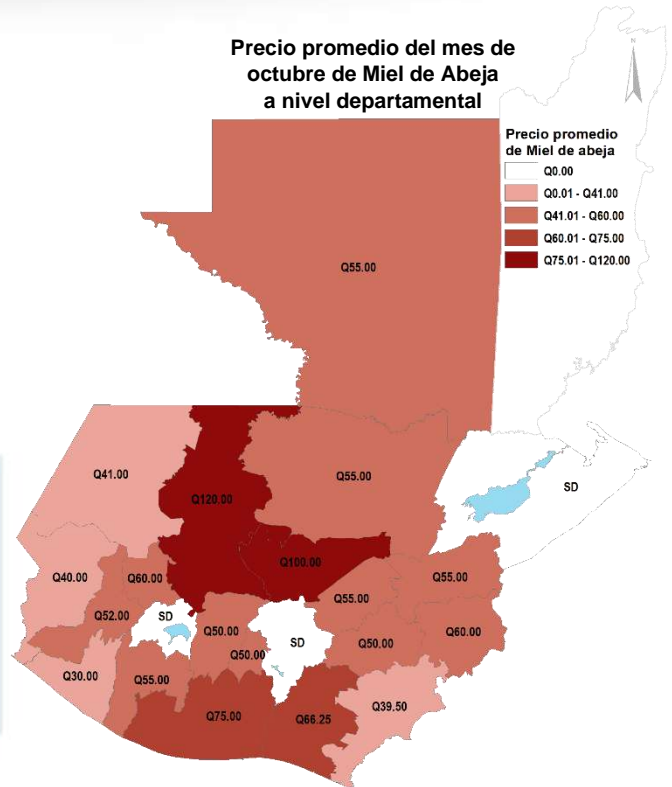 Precio promedio del mes de
octubre de Miel de Abeja
a nivel departamental
N
Precio promedio
de Miel de abeja
Q0.00
Q0.01 - Q41.00
Q41.01 - Q60.00
Q60.01 - Q75.00
Q75.01 - Q120.00
Q55.00
Q41.00
Q120.00
Q55.00
SD
Q100.00
Q40.00
Q60.00
Q55.00
Q55.00
Q52.00
SD
Q50.00
Q50.00
SD
Q50.00
Q60.00
Q30.00
Q55.00
Q75.00
Q66.25
Q39.50